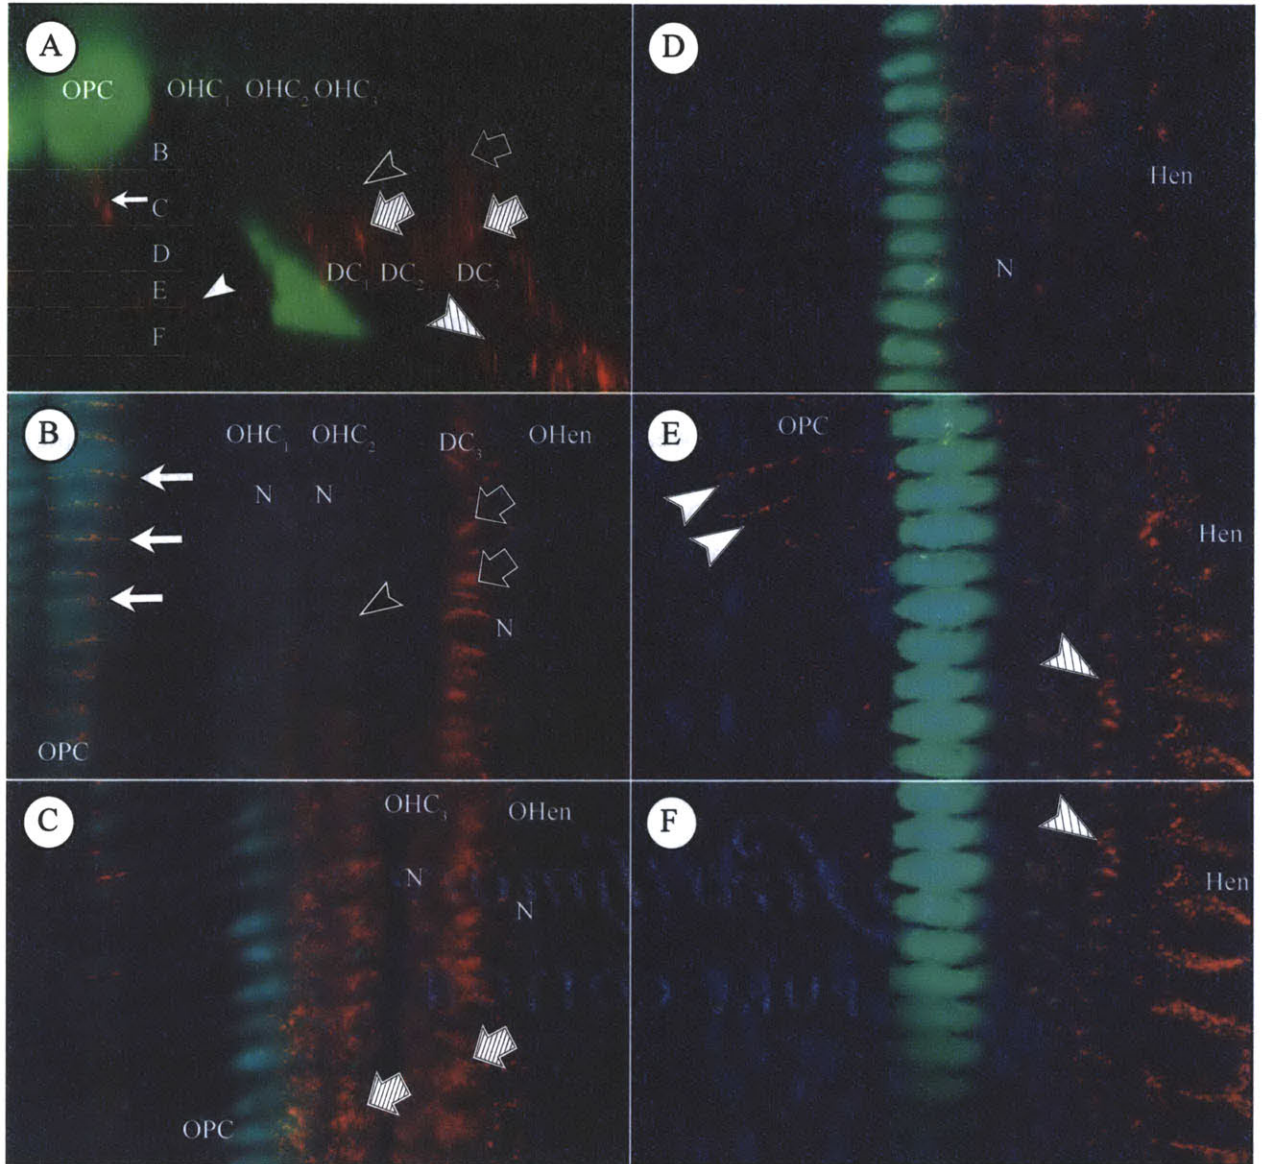 A
OPC OHC₁ OHC₂ OHC₃
B
C
D
E
F
DC₁ DC₂ DC₃
D
Hen
N
B
OHC₁ OHC₂ DC₃ OHen
N N
N
OPC
E
OPC
Hen
C
OHC₃ OHen
N
N
OPC
F
Hen